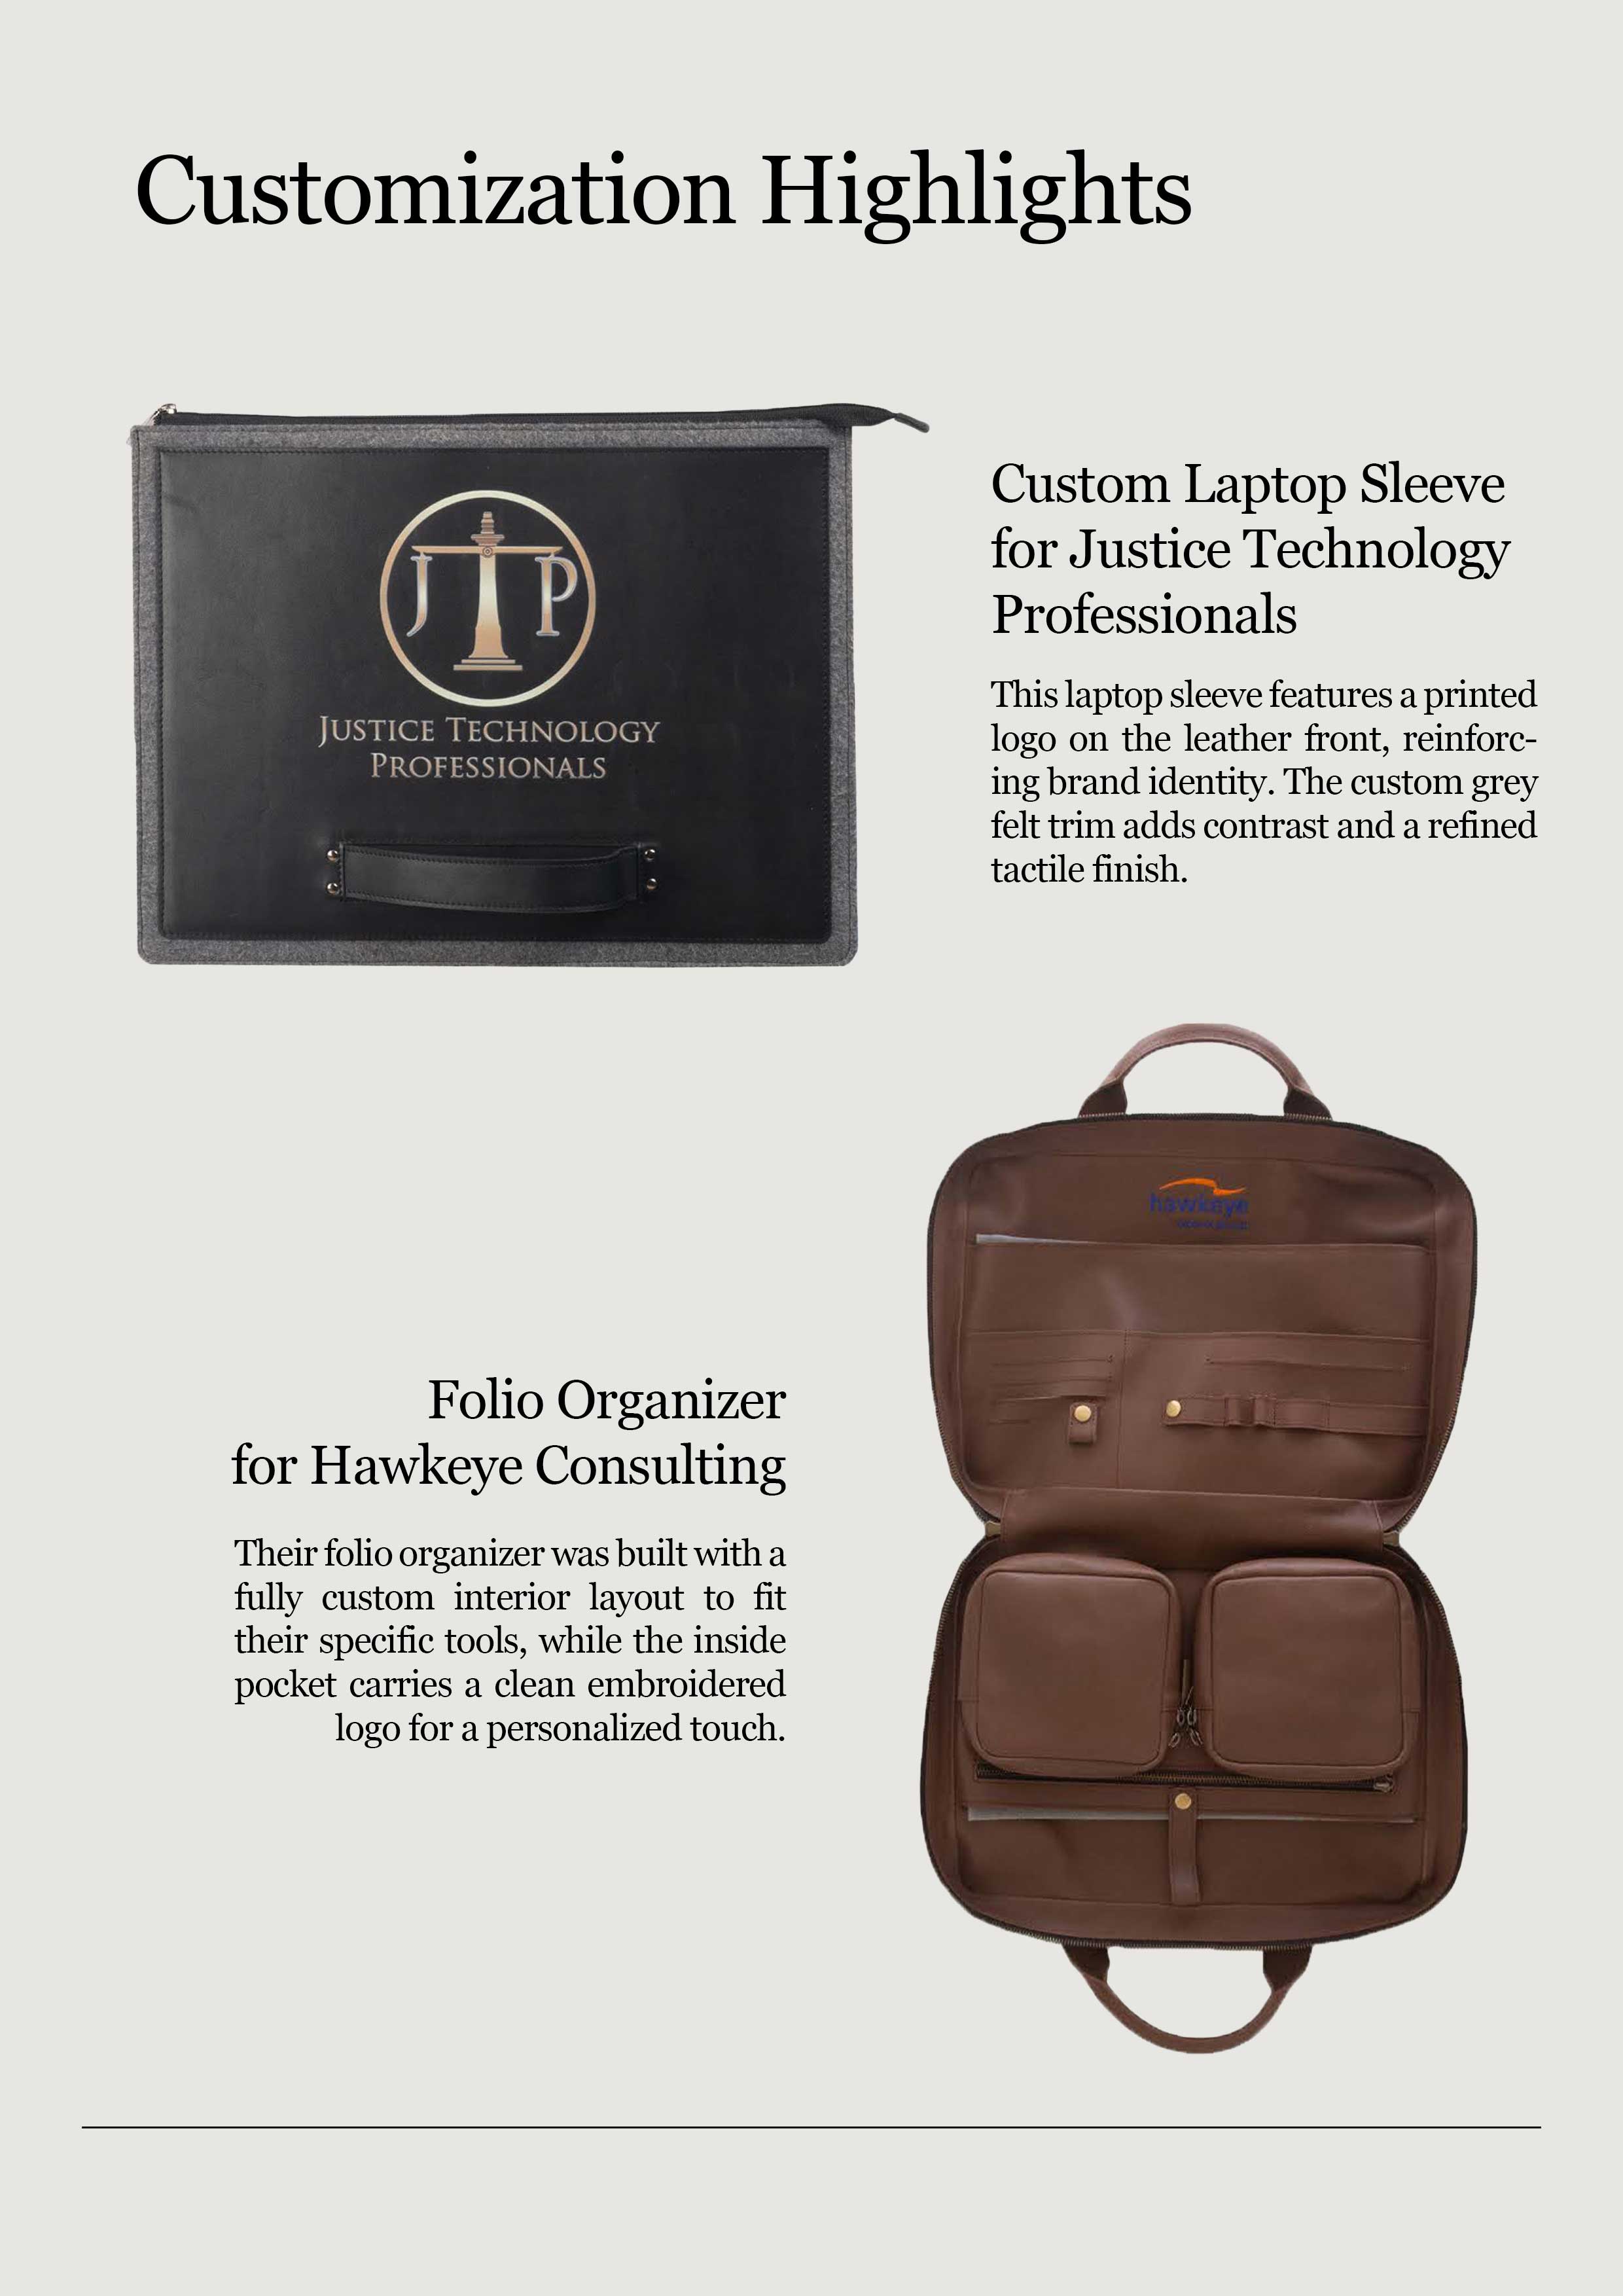 Customization Highlights
J P
JUSTICE TECHNOLOGY
PROFESSIONALS
Custom Laptop Sleeve
for Justice Technology
Professionals
This laptop sleeve features a printed
logo on the leather front, reinforc-
ing brand identity. The custom grey
felt trim adds contrast and a refined
tactile finish.
hawkeye
Folio Organizer
for Hawkeye Consulting
Their folio organizer was built with a
fully custom interior layout to fit
their specific tools, while the inside
pocket carries a clean embroidered
logo for a personalized touch.